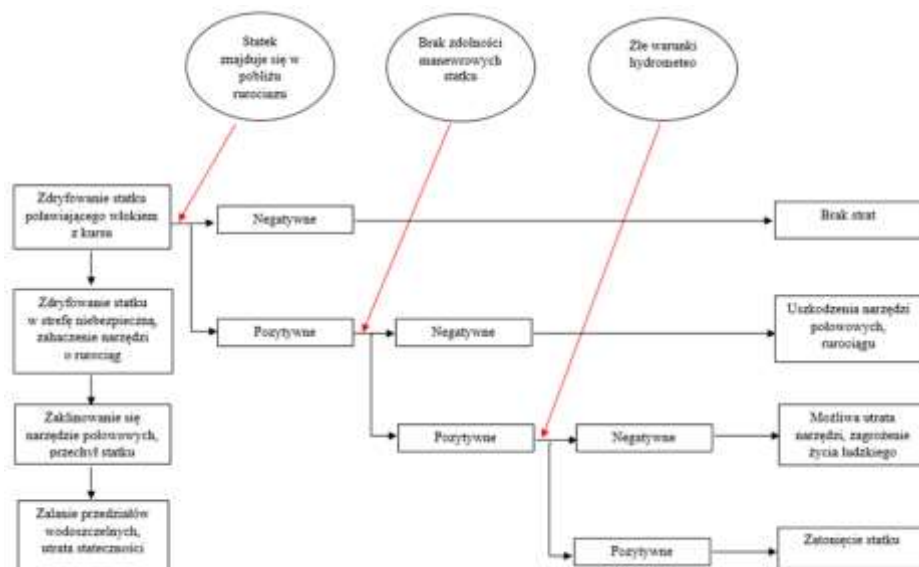 Statek
znajduje się w
pobliżu
rurociągu
Brak zdolności
manewrowych
statku
Złe warunki
hydrometeo
Zdryfowanie statku
poławiającego włokiem
z kursu
Negatywne
Brak strat
Zdryfowanie statku
w strefę niebezpieczną,
zahaczenie narzędzi
o rurociąg
Pozytywne
Negatywne
Uszkodzenia narzędzi
połowowych,
rurociągu
Zaklinowanie się
narzędzie połowowych,
przechył statku
Pozytywne
Negatywne
Możliwa utrata
narzędzi, zagrożenie
życia ludzkiego
Zalanie przedziałów
wodoszczelnych,
utrata stateczności
Pozytywne
Zatonięcie statku